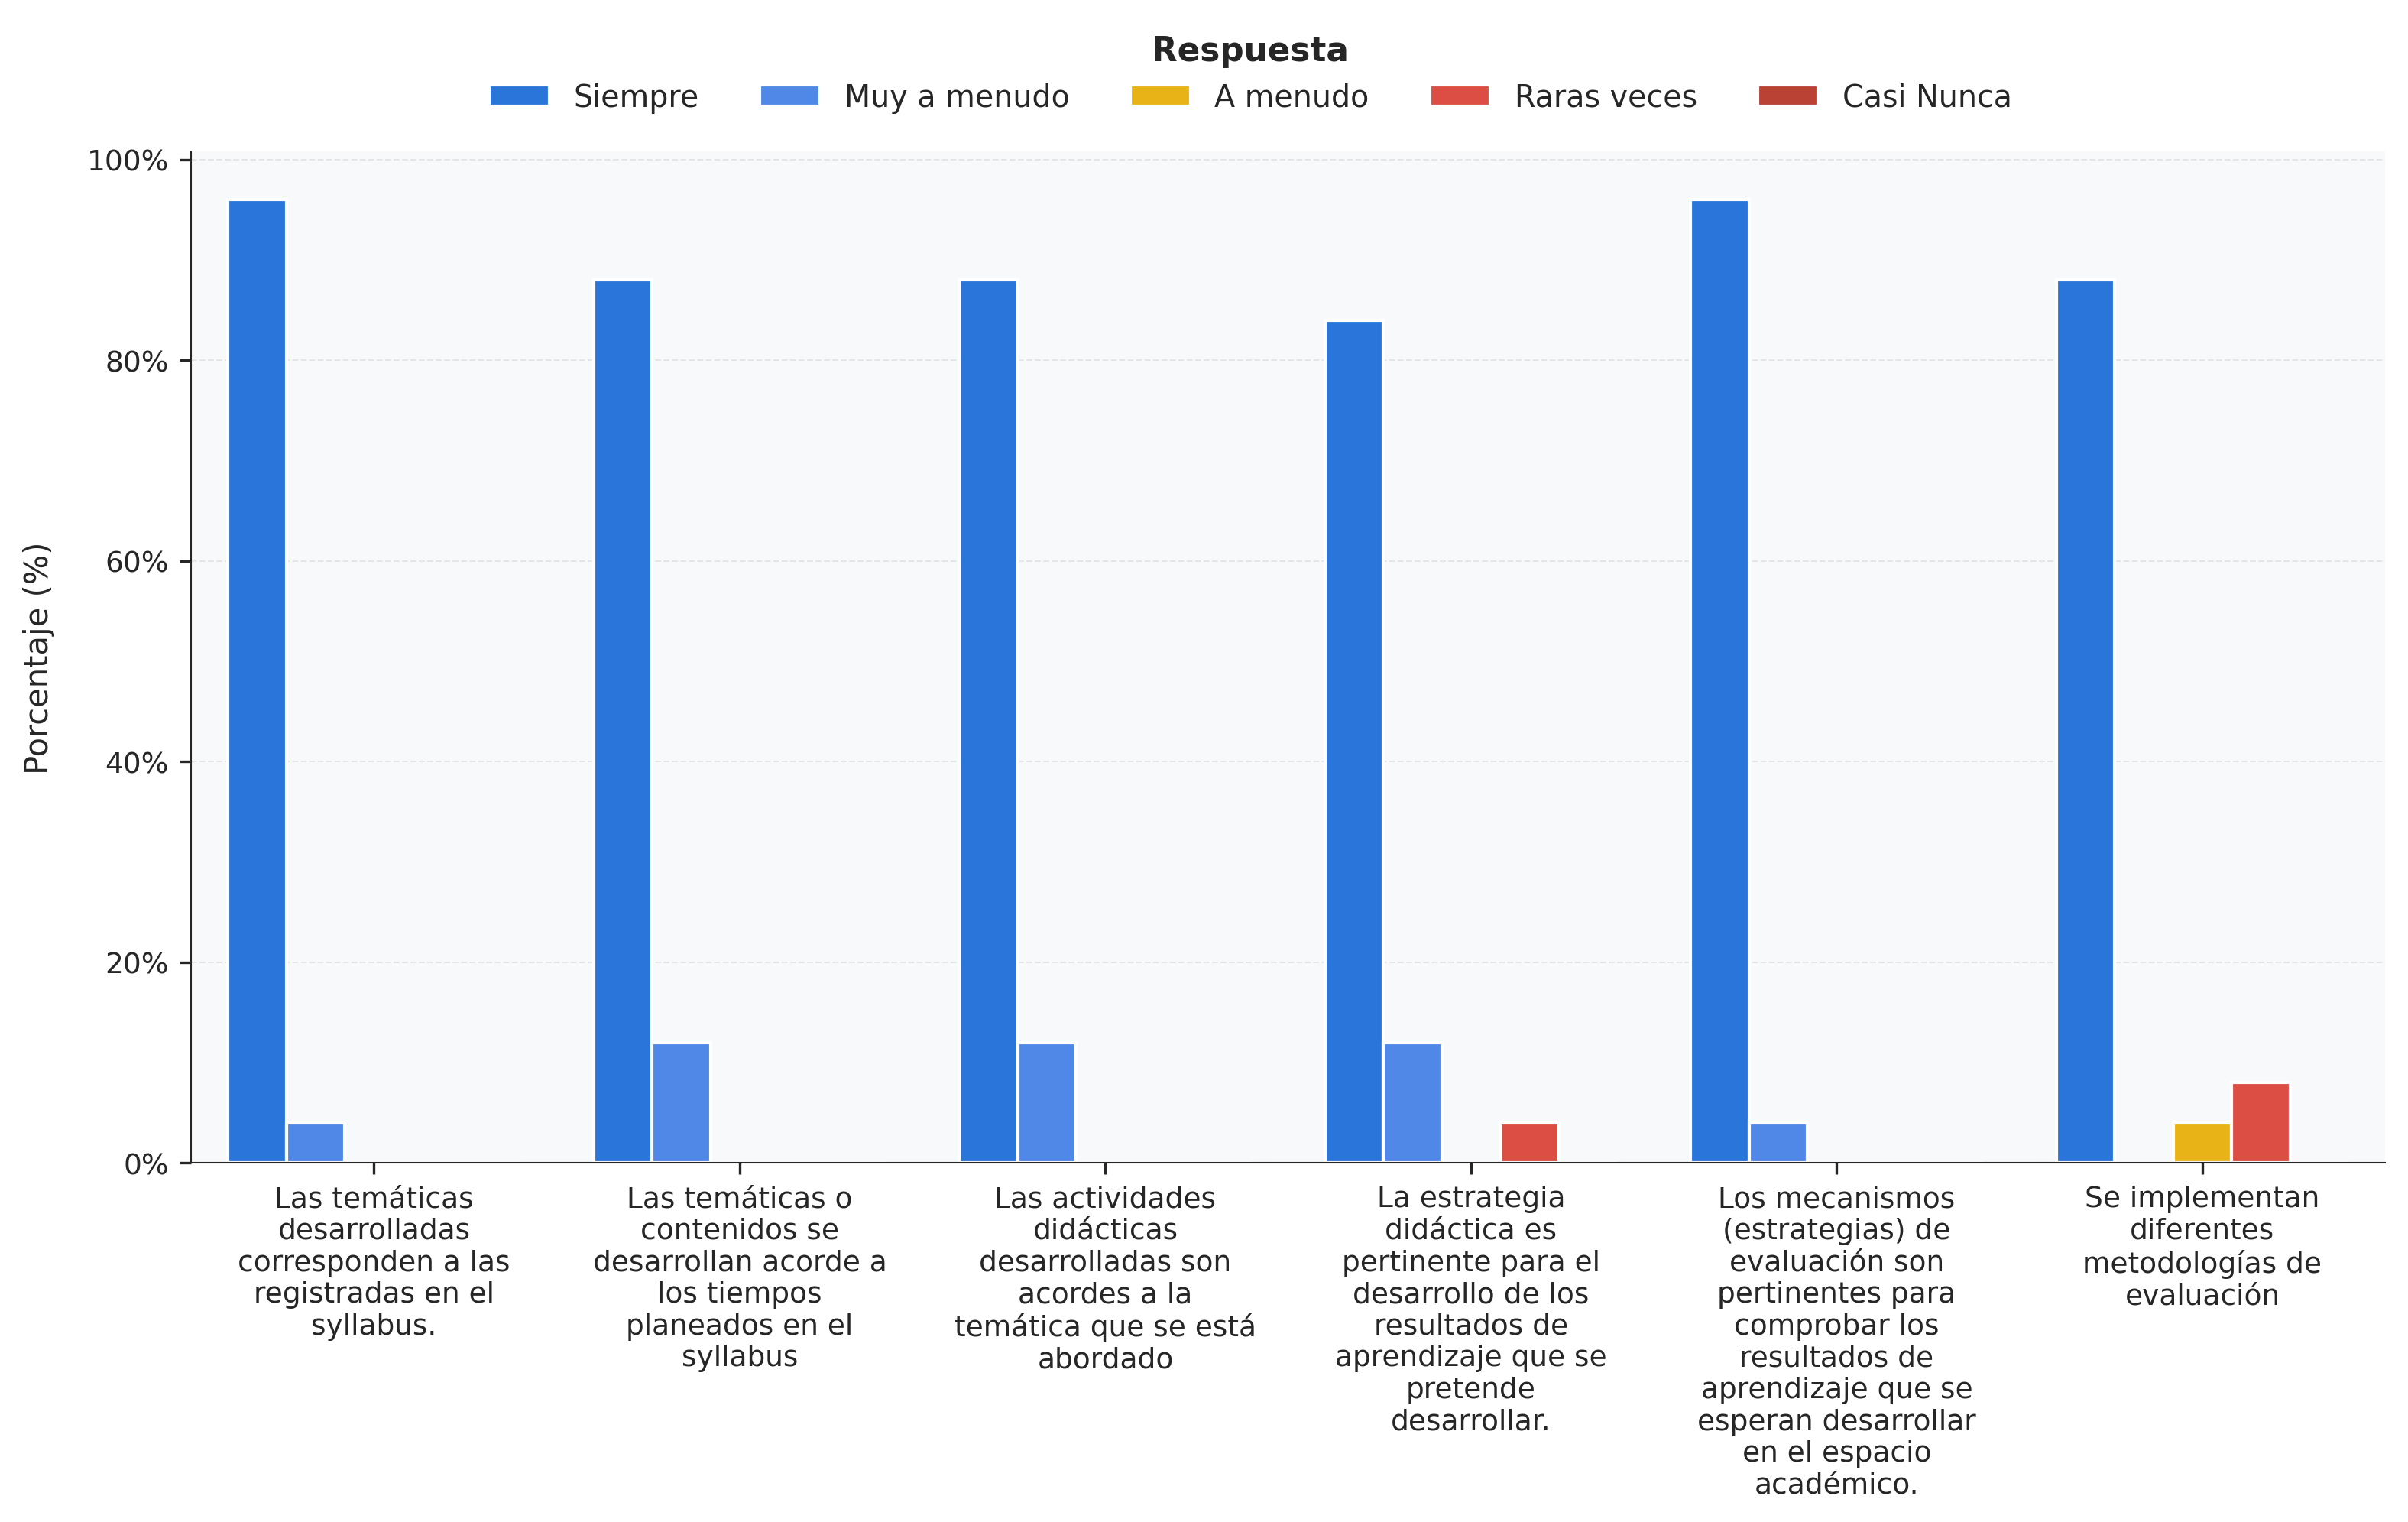 Respuesta
Siempre
Muy a menudo
A menudo
Raras veces
Casi Nunca
Porcentaje (%)
100%
80%
60%
40%
20%
0%
Las temáticas
desarrolladas
corresponden a las
registradas en el
syllabus.
Las temáticas o
contenidos se
desarrollan acorde a
los tiempos
planeados en el
syllabus
Las actividades
didácticas
desarrolladas son
acordes a la
temática que se está
abordado
La estrategia
didáctica es
pertinente para el
desarrollo de los
resultados de
aprendizaje que se
pretende
desarrollar.
Los mecanismos
(estrategias) de
evaluación son
pertinentes para
comprobar los
resultados de
aprendizaje que se
esperan desarrollar
en el espacio
académico.
Se implementan
diferentes
metodologías de
evaluación